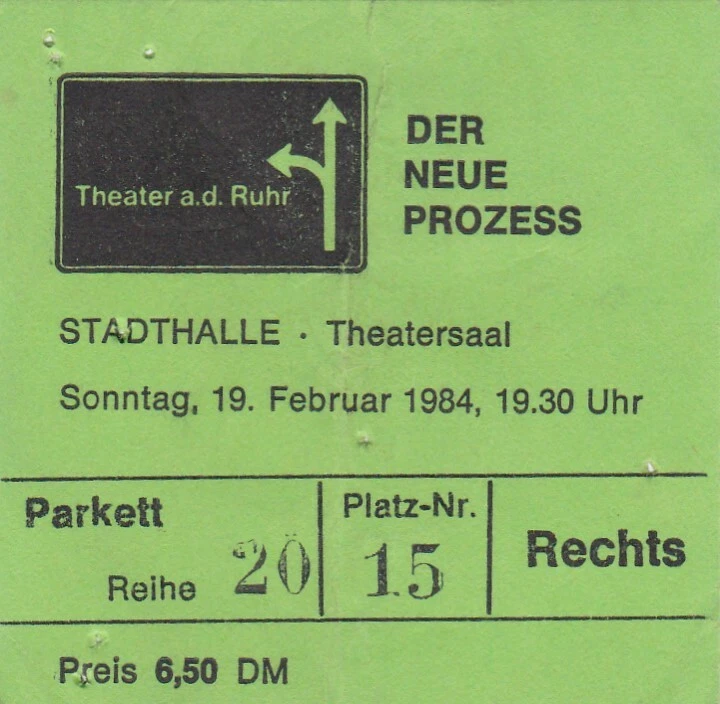 Theater a.d. Ruhr
DER
NEUE
PROZESS
STADTHALLE · Theatersaal
Sonntag, 19. Februar 1984, 19.30 Uhr
Parkett
Reihe 20
Platz-Nr.
15
Rechts
Preis 6,50 DM